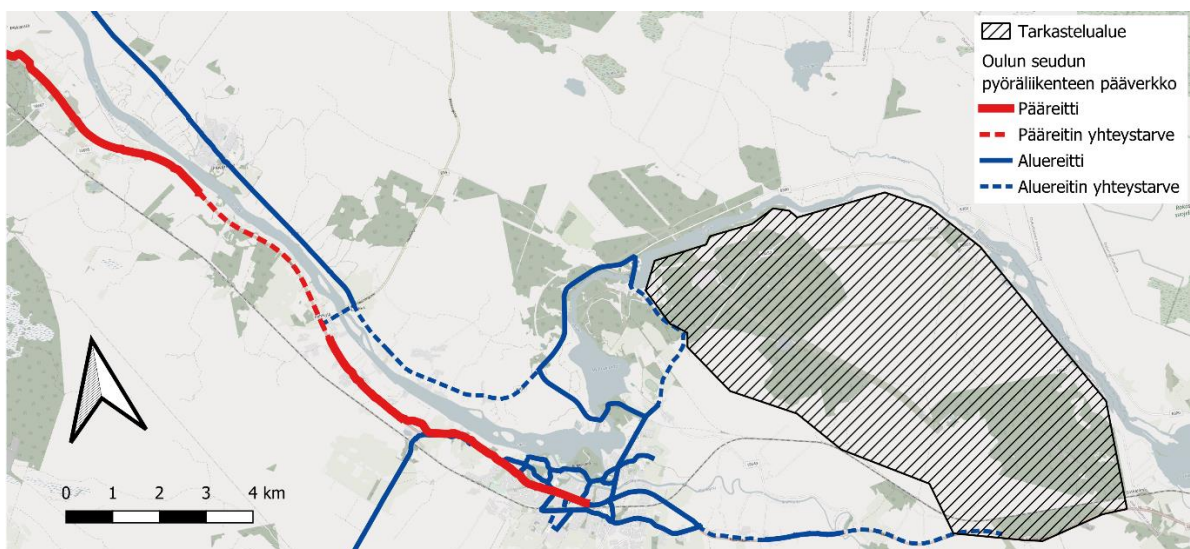 Tarkastelualue
Oulun seudun
pyöräliikenteen pääverkko
Pääreitti
Pääreitin yhteystarve
Aluereitti
Aluereitin yhteystarve
0 1 2 3 4 km